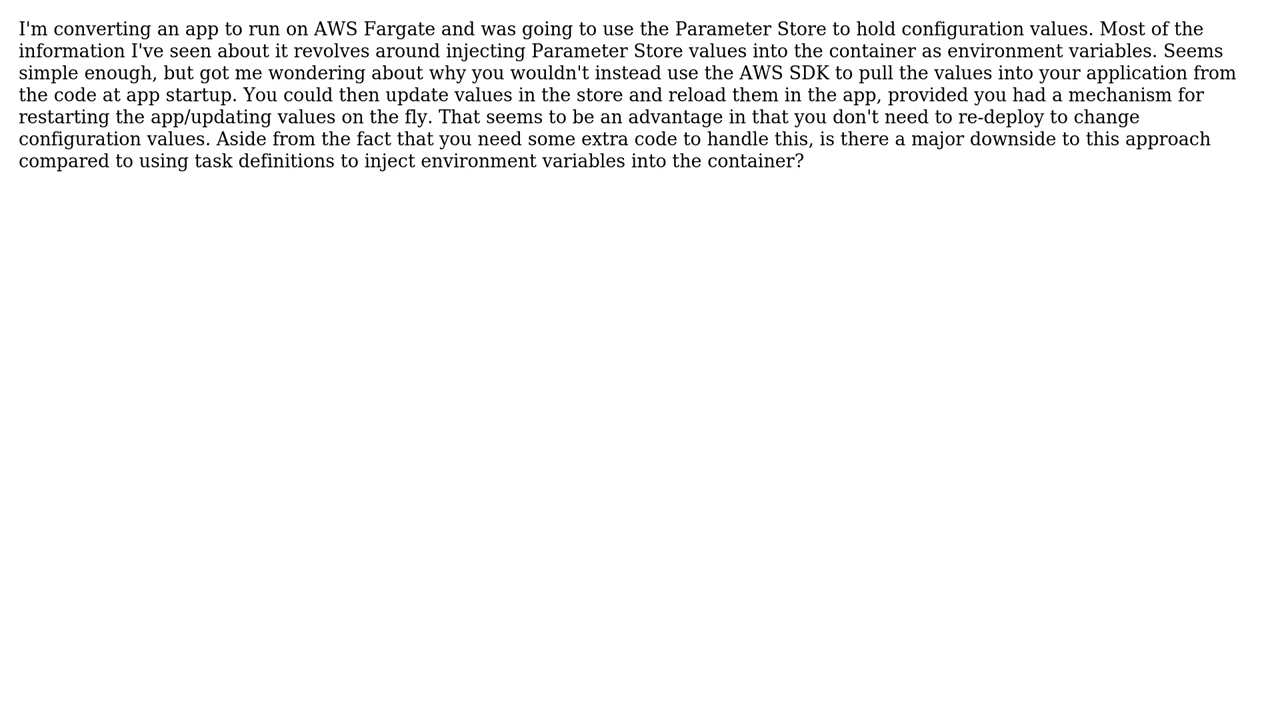 I'm converting an app to run on AWS Fargate and was going to use the Parameter Store to hold configuration values. Most of the
information I've seen about it revolves around injecting Parameter Store values into the container as environment variables. Seems
simple enough, but got me wondering about why you wouldn't instead use the AWS SDK to pull the values into your application from
the code at app startup. You could then update values in the store and reload them in the app, provided you had a mechanism for
restarting the app/updating values on the fly. That seems to be an advantage in that you don't need to re-deploy to change
configuration values. Aside from the fact that you need some extra code to handle this, is there a major downside to this approach
compared to using task definitions to inject environment variables into the container?